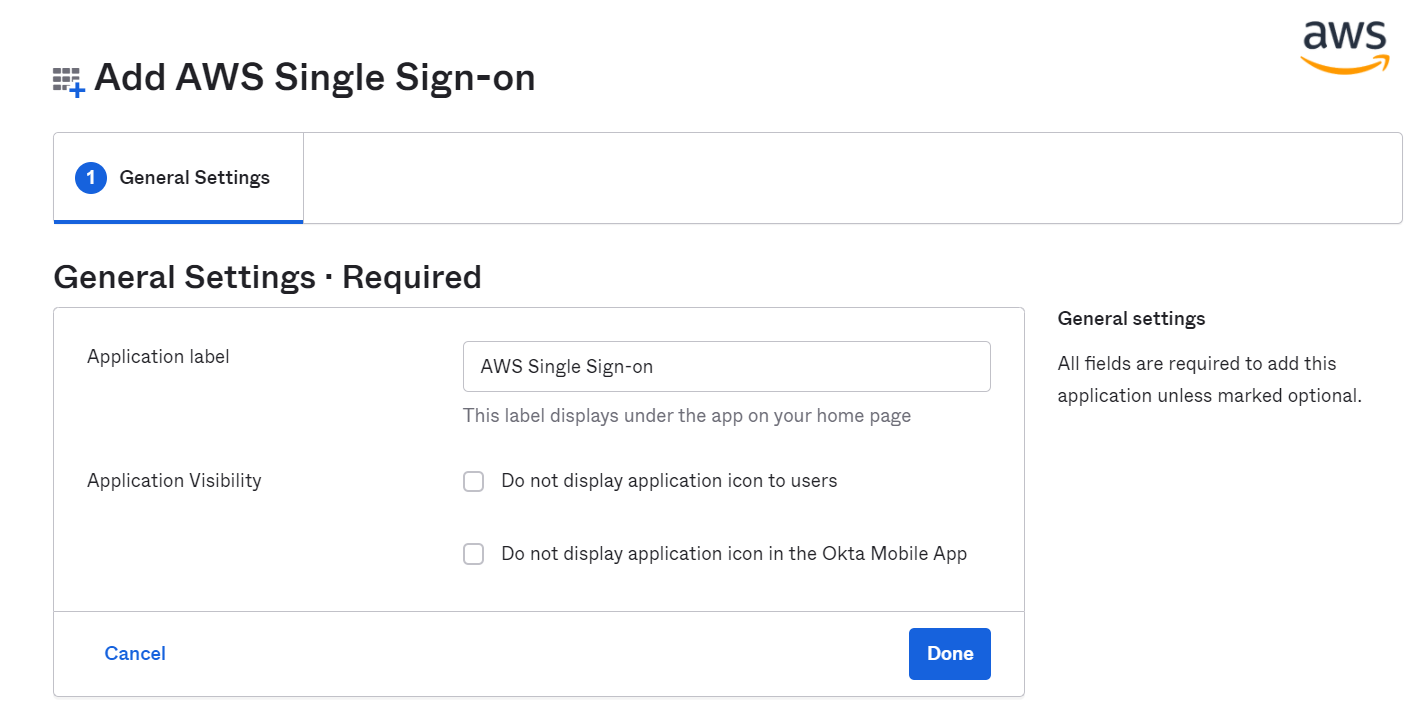 aws
Add AWS Single Sign-on
1 General Settings
General Settings · Required
Application label
AWS Single Sign-on
This label displays under the app on your home page
Application Visibility
Do not display application icon to users
Do not display application icon in the Okta Mobile App
Cancel
Done
General settings
All fields are required to add this
application unless marked optional.